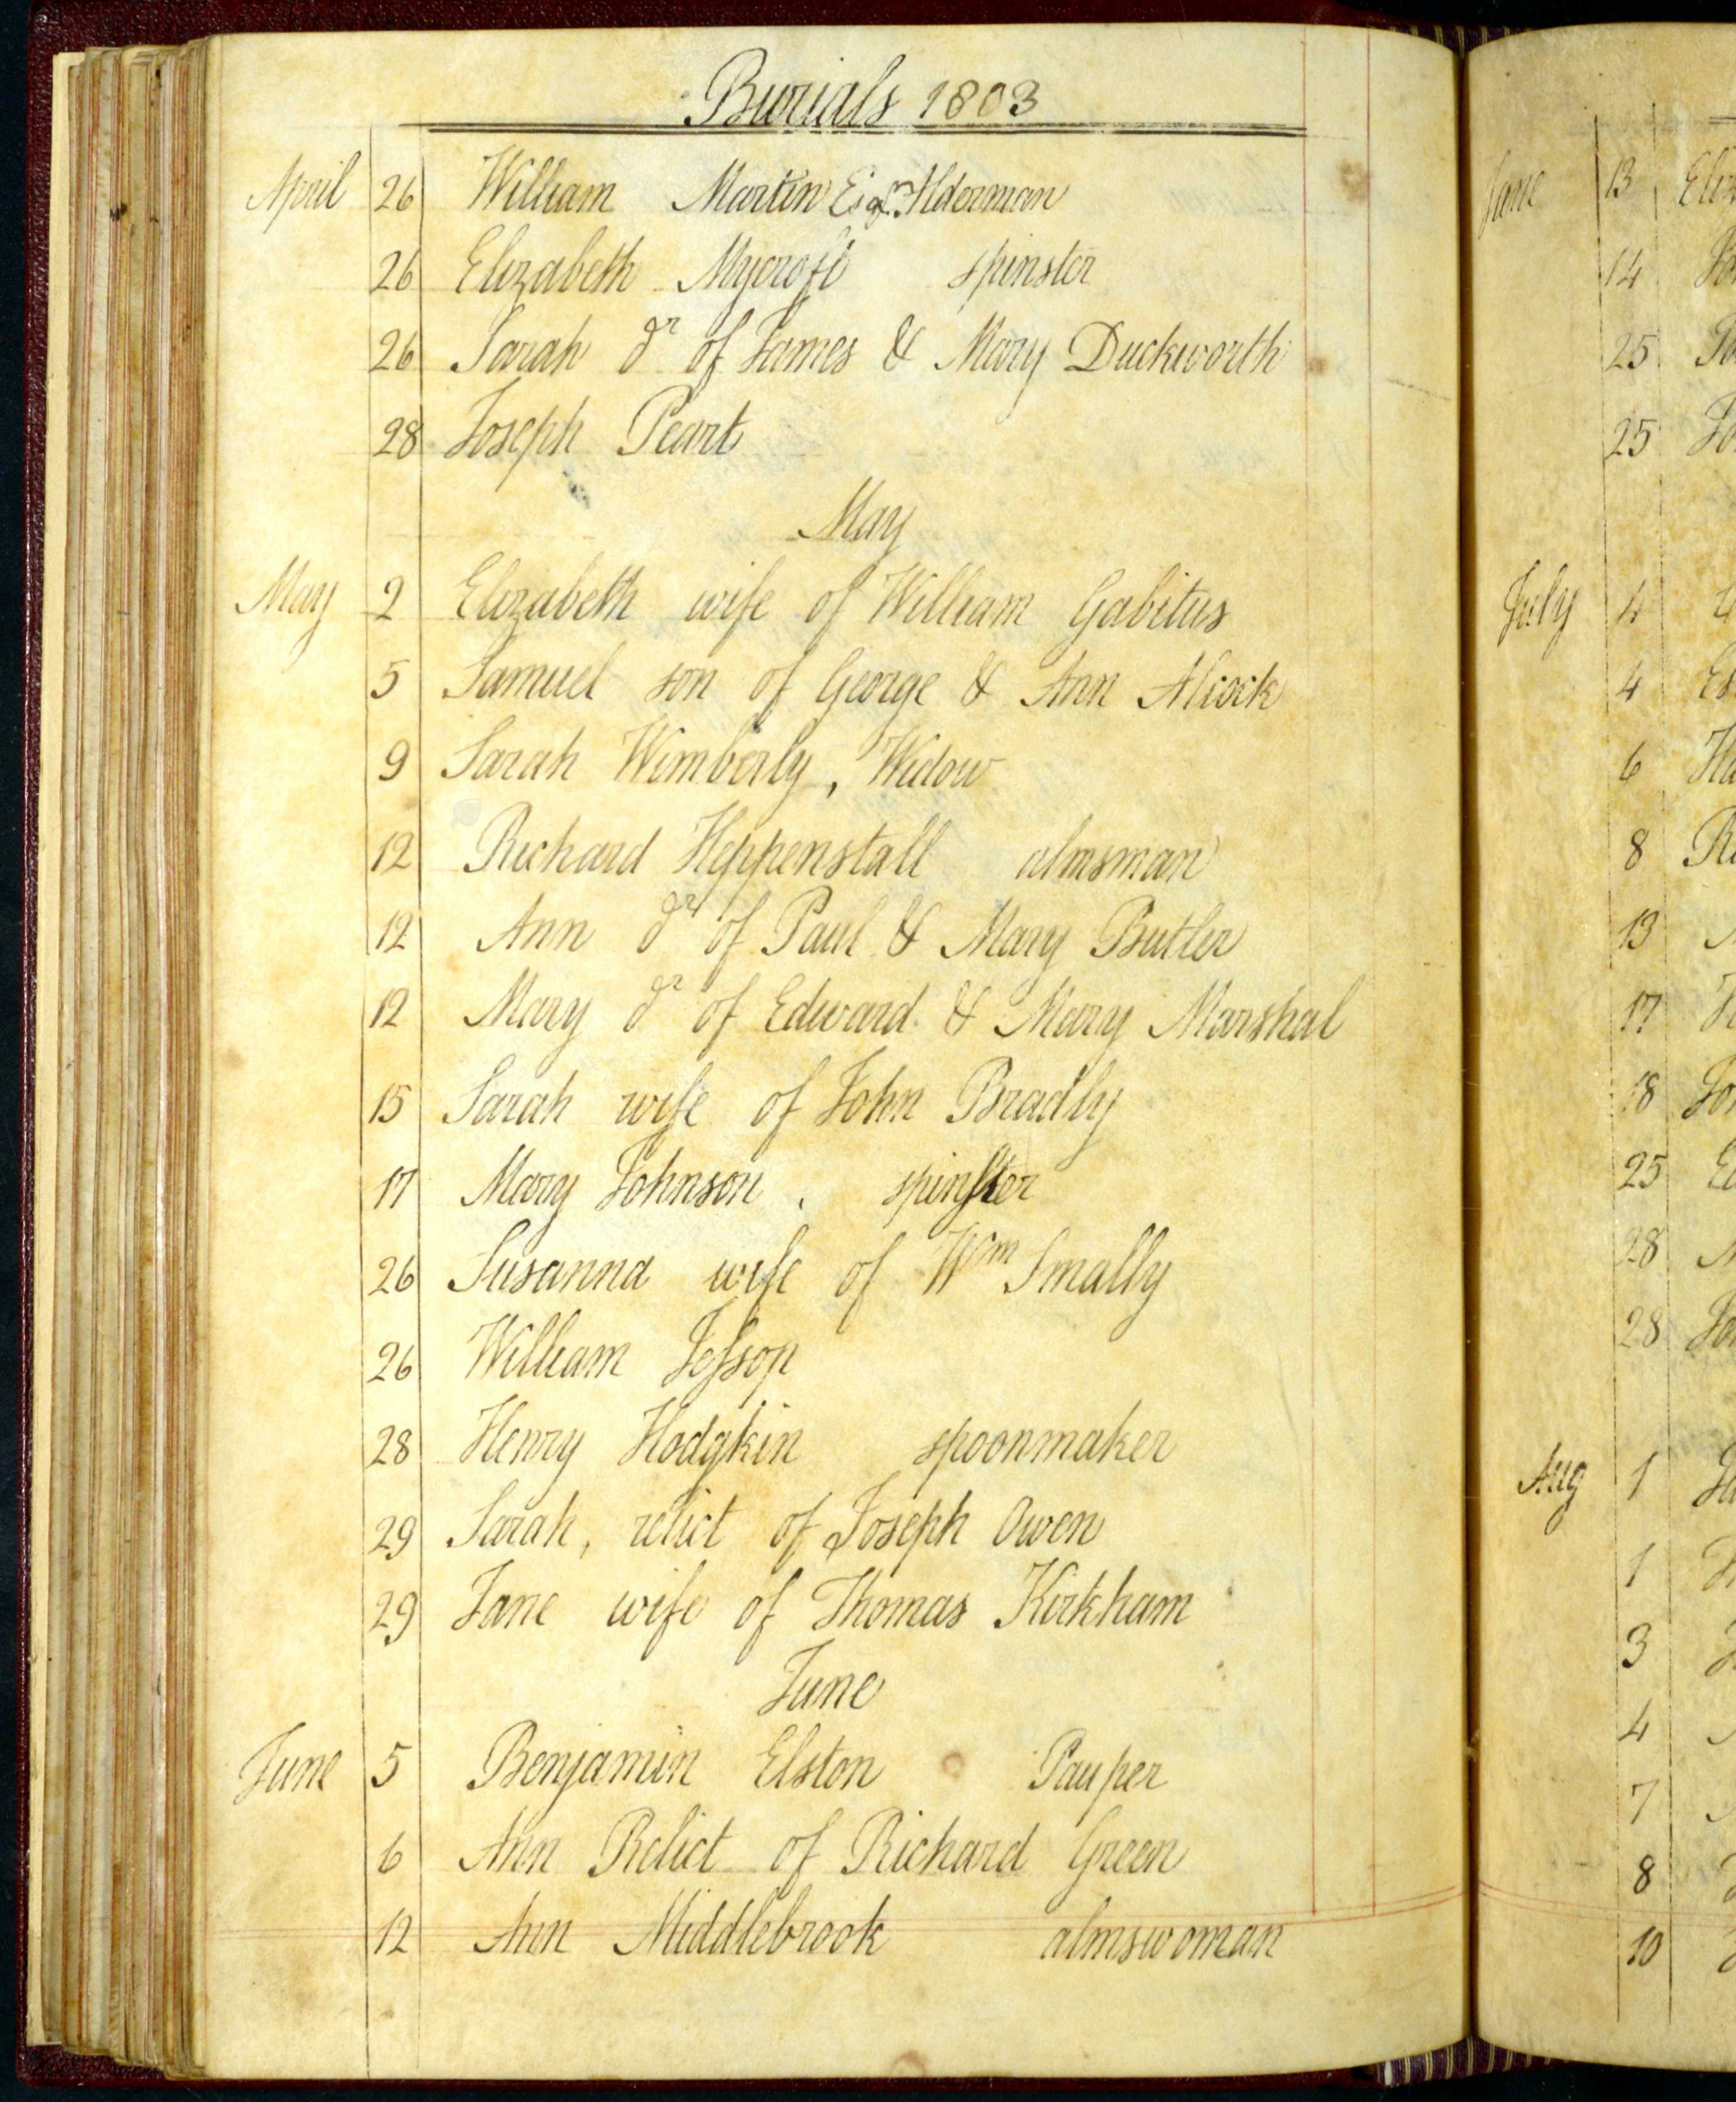 Burials 1803
April 26 William Martin Esqr. Alderman
26 Elizabeth Mycroft spinster
26 Sarah dr of James & Mary Duckworth
28 Joseph Peart
May
May 2 Elizabeth wife of William Gabitus
5 Samuel son of George & Ann Alcock
9 Sarah Wimberly, Widow
12 Richard Heppenstall almsman
12 Ann dr of Paul & Mary Butler
12 Mary dr of Edward & Mary Marshal
15 Sarah wife of John Bradly
17 Mary Johnson . spinster
26 Susanna wife of Wm Smally
26 William Jesson
28 Henry Hodgkin spoonmaker
29 Sarah, relict of Joseph Owen
29 Jane wife of Thomas Kirkham
June
June 5 Benjamin Elston Pauper
6 Ann Relict of Richard Green
12 Ann Middlebrook almswoman
June 13
14
25
25
July 4
4
6
8
13
17
18
25
28
28
Aug 1
1
3
4
7
8
10